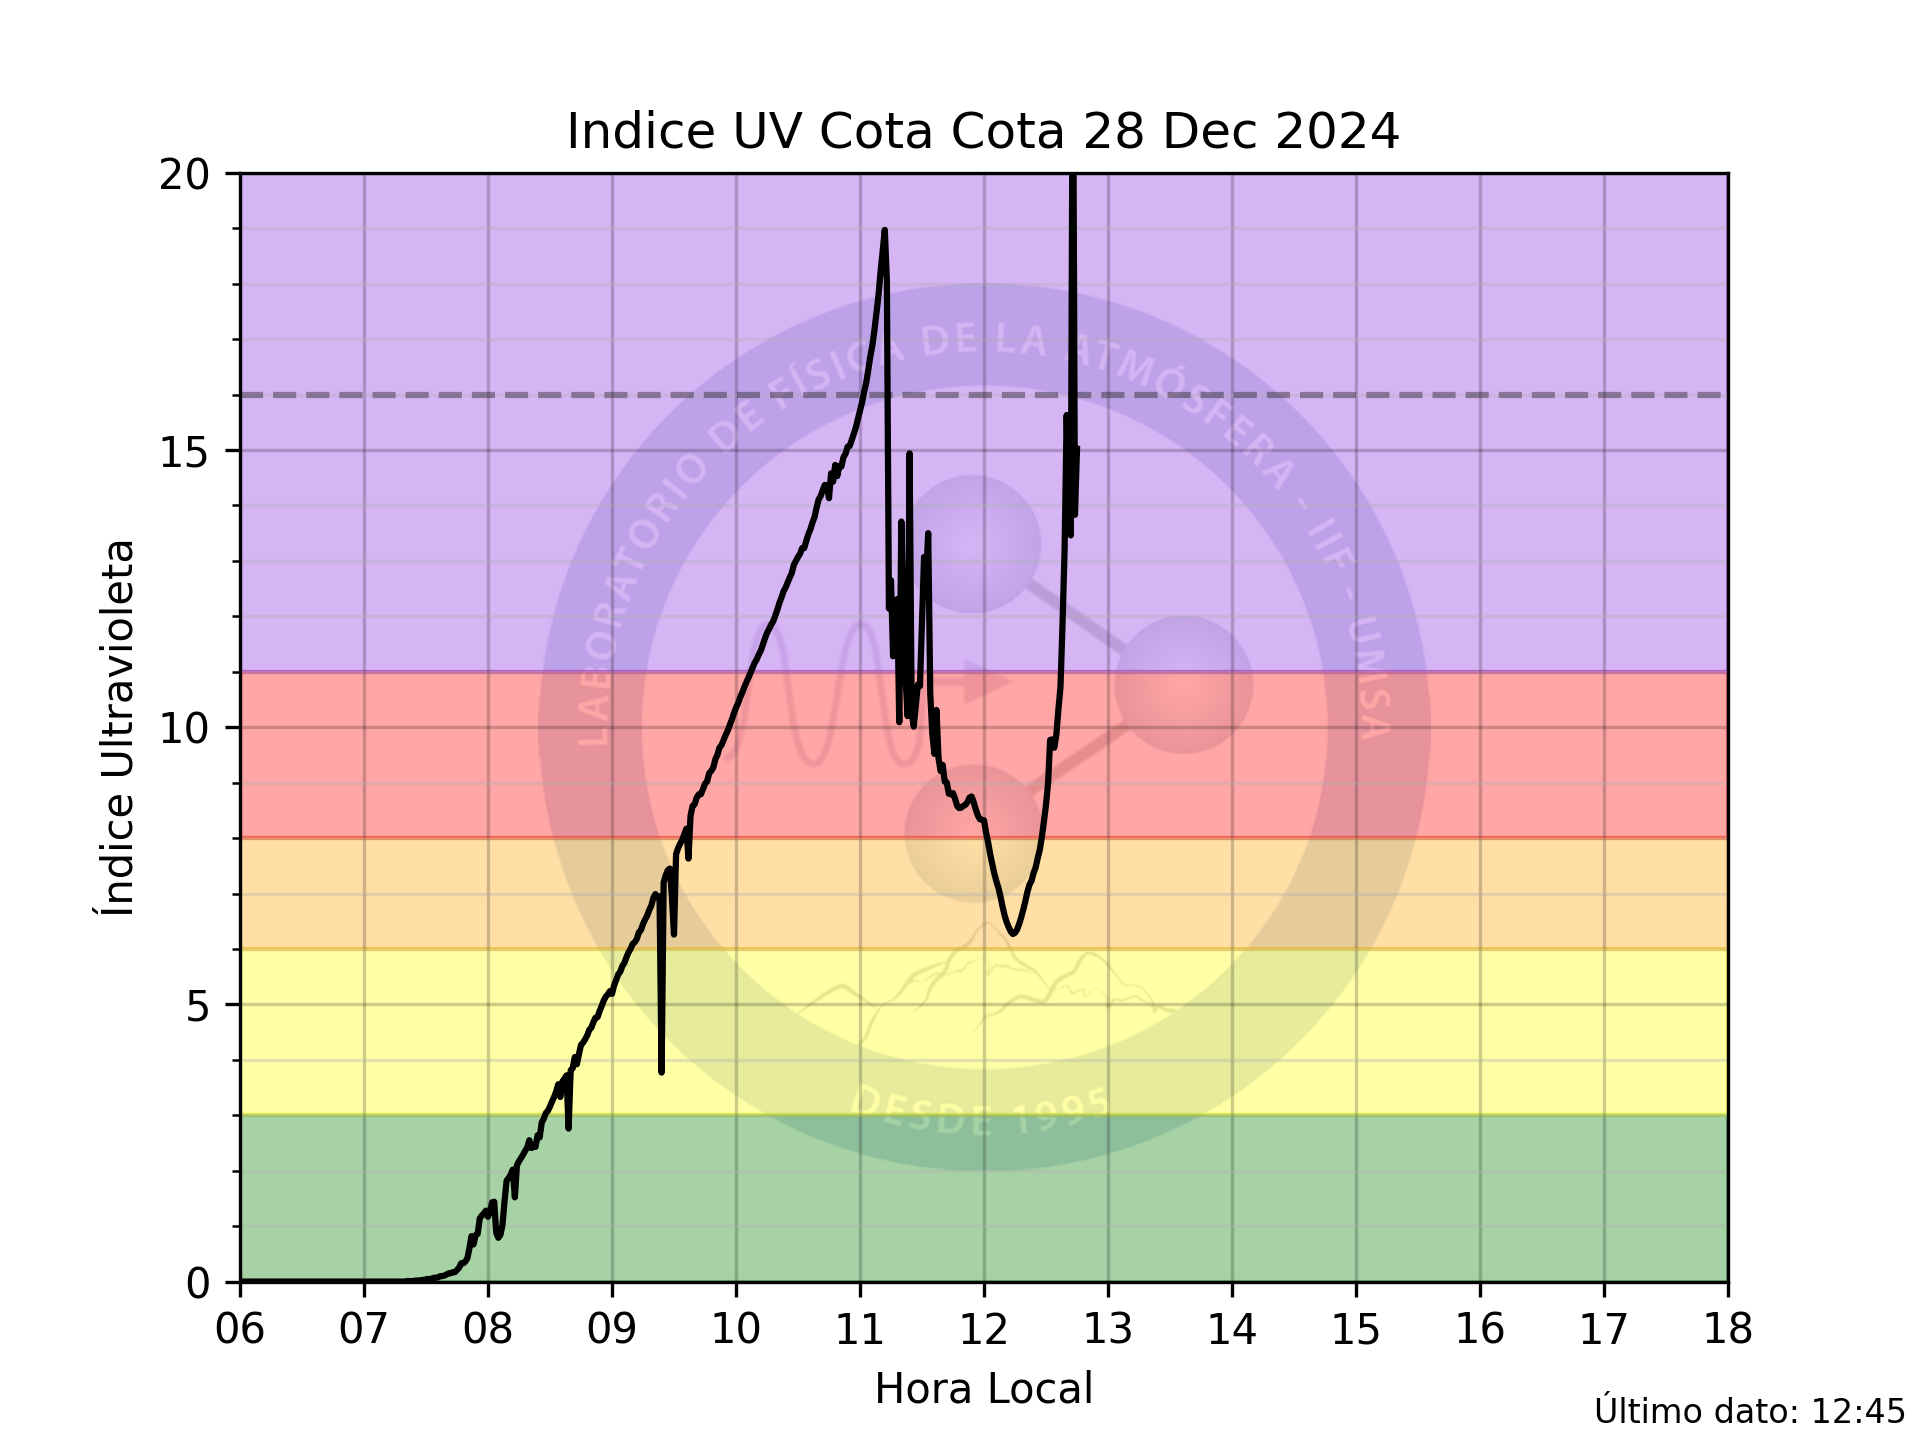 Indice UV Cota Cota 28 Dec 2024
20
15
10
5
0
Índice Ultravioleta
LABORATORIO DE FÍSICA DE LA ATMÓSFERA - IIF - UMSA
DESDE 1995
06 07 08 09 10 11 12 13 14 15 16 17 18
Hora Local
Último dato: 12:45